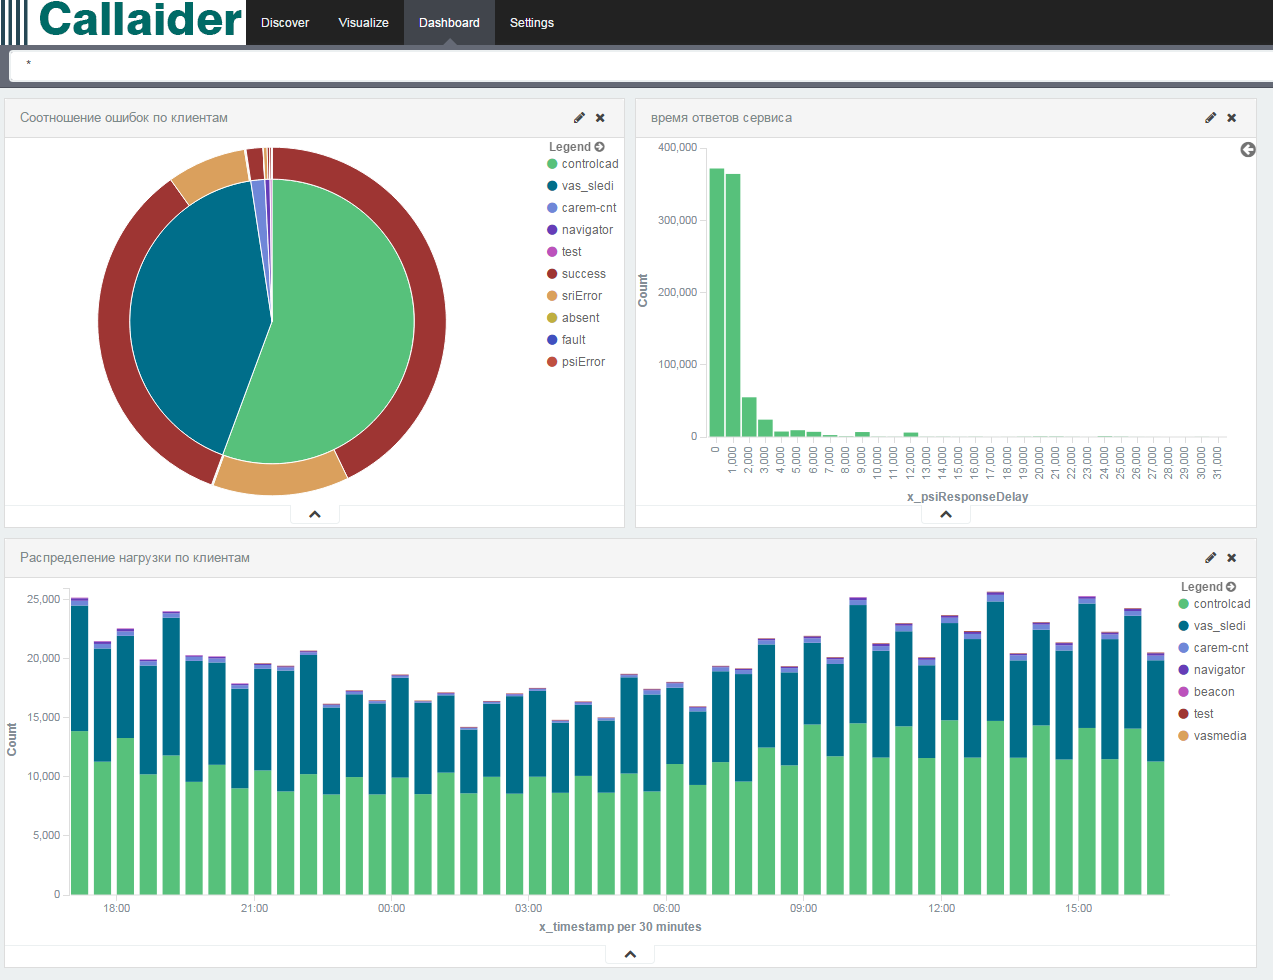 Callaider
Discover
Visualize
Dashboard
Settings
*
Соотношение ошибок по клиентам
Legend
controlcad
vas_sledi
carem-cnt
navigator
test
success
sriError
absent
fault
psiError
время ответов сервиса
400,000
300,000
200,000
100,000
0
Count
0
1,000
2,000
3,000
4,000
5,000
6,000
7,000
8,000
9,000
10,000
11,000
12,000
13,000
14,000
15,000
16,000
17,000
18,000
19,000
20,000
21,000
22,000
23,000
24,000
25,000
26,000
27,000
28,000
29,000
30,000
31,000
x_psiResponseDelay
Распределение нагрузки по клиентам
25,000
20,000
15,000
10,000
5,000
0
Count
18:00
21:00
00:00
03:00
06:00
09:00
12:00
15:00
x_timestamp per 30 minutes
Legend
controlcad
vas_sledi
carem-cnt
navigator
beacon
test
vasmedia